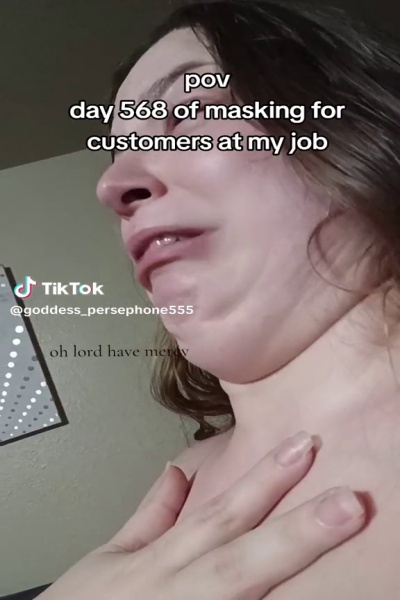 pov
day 568 of masking for
customers at my job
TikTok
@goddess_persephone555
oh lord have mercy